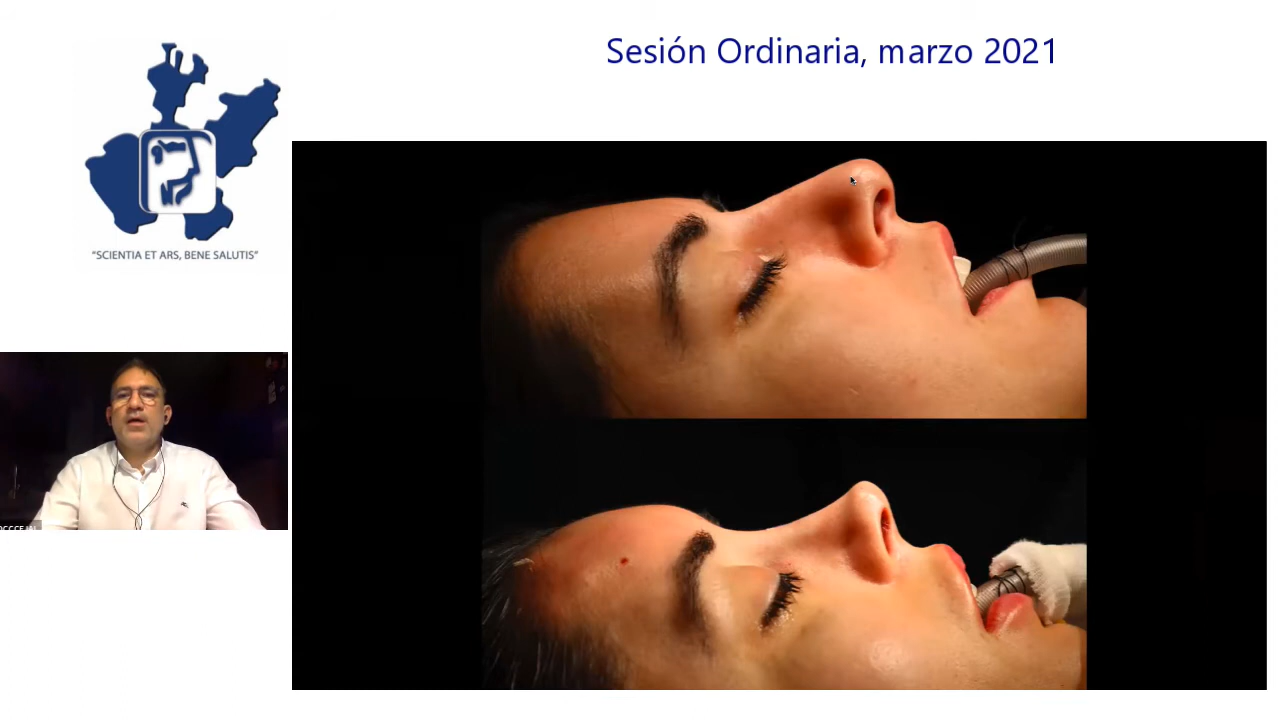 Sesión Ordinaria, marzo 2021
"SCIENTIA ET ARS, BENE SALUTIS"